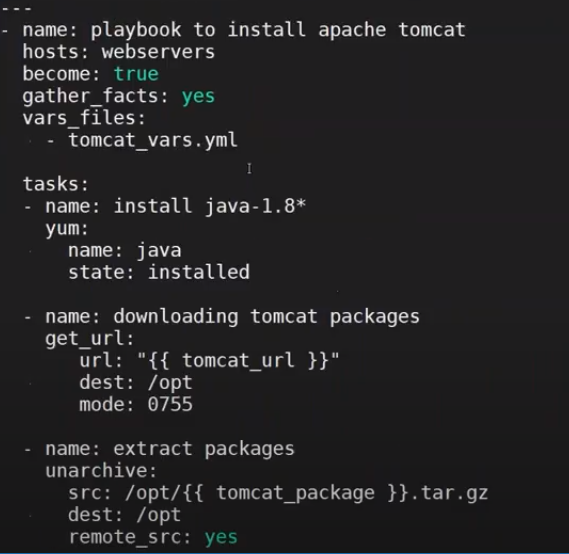 ---
- name: playbook to install apache tomcat
  hosts: webservers
  become: true
  gather_facts: yes
  vars_files:
    - tomcat_vars.yml

  tasks:
  - name: install java-1.8*
    yum:
      name: java
      state: installed

  - name: downloading tomcat packages
    get_url:
       url: "{{ tomcat_url }}"
       dest: /opt
       mode: 0755

  - name: extract packages
    unarchive:
      src: /opt/{{ tomcat_package }}.tar.gz
      dest: /opt
      remote_src: yes